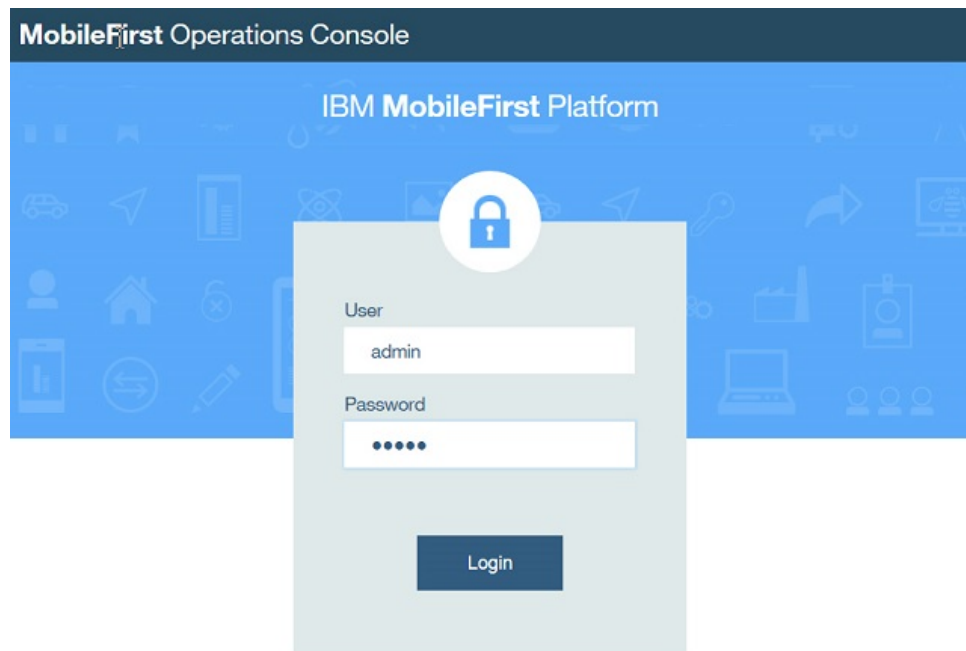 MobileFirst Operations Console
IBM MobileFirst Platform
User
admin
Password
•••••
Login